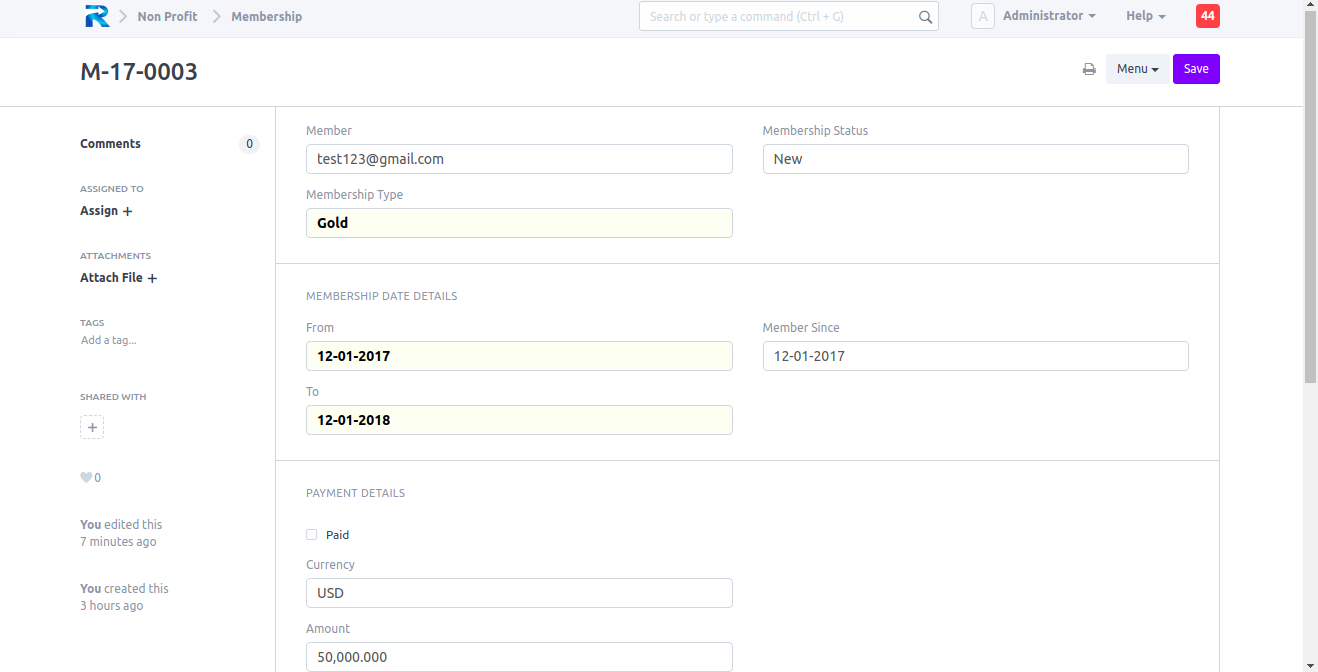 Non Profit
Membership
Search or type a command (Ctrl + G)
A
Administrator
Help
44
M-17-0003
Menu
Save
Comments
0
ASSIGNED TO
Assign +
ATTACHMENTS
Attach File +
TAGS
Add a tag...
SHARED WITH
+
0
You edited this
7 minutes ago
You created this
3 hours ago
Member
test123@gmail.com
Membership Status
New
Membership Type
Gold
MEMBERSHIP DATE DETAILS
From
12-01-2017
Member Since
12-01-2017
To
12-01-2018
PAYMENT DETAILS
Paid
Currency
USD
Amount
50,000.000